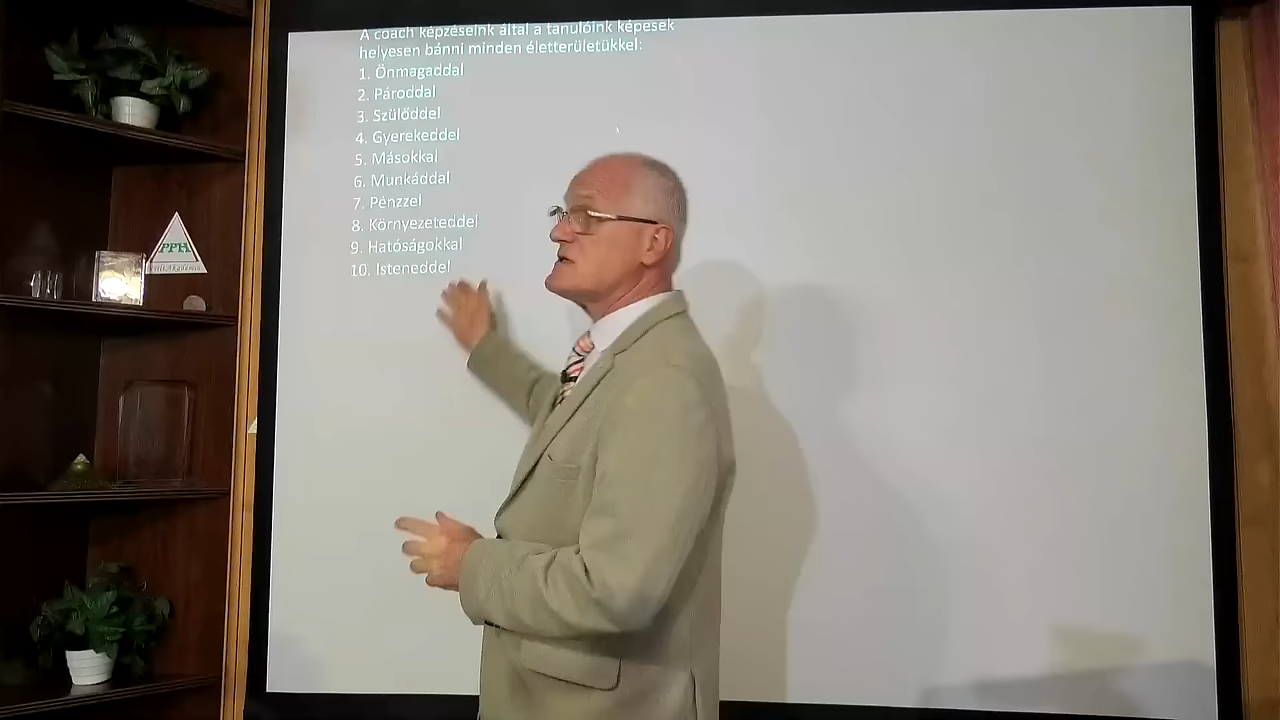 A coach képzéseink által a tanulóink képesek
helyesen bánni minden életterületükkel:
1. Önmagaddal
2. Pároddal
3. Szülőddel
4. Gyerekeddel
5. Másokkal
6. Munkáddal
7. Pénzzel
8. Környezeteddel
9. Hatóságokkal
10. Isteneddel
PPH